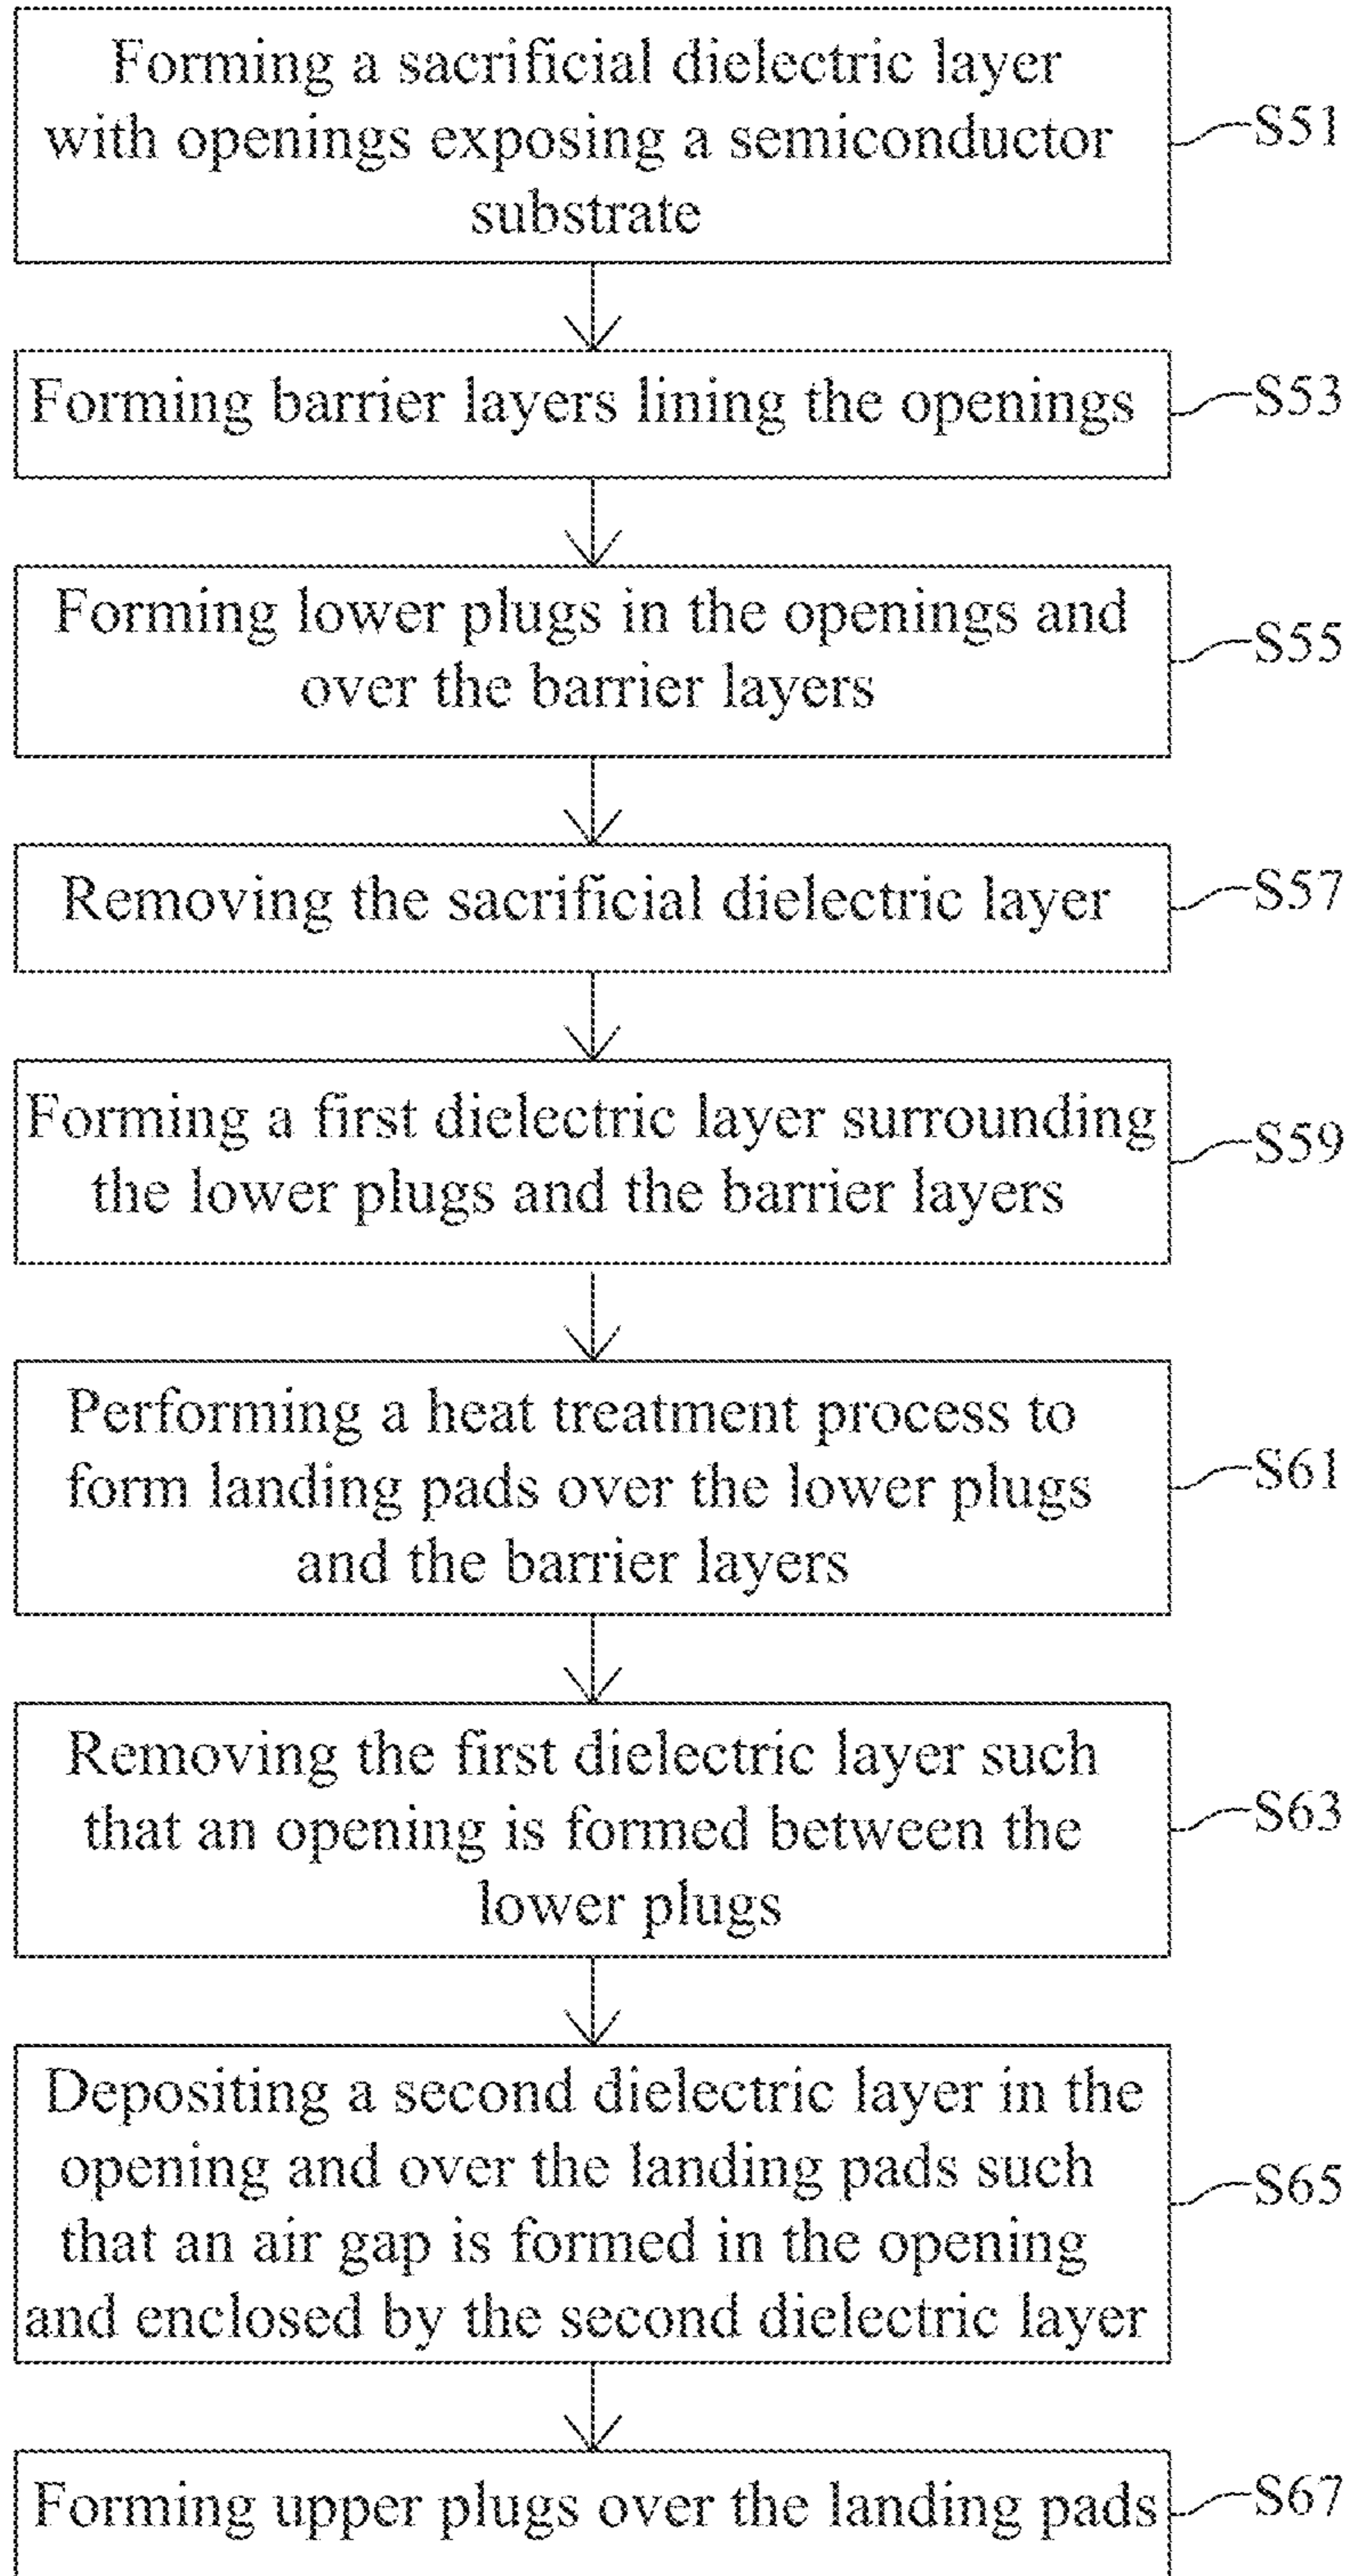 Forming a sacrificial dielectric layer
with openings exposing a semiconductor
substrate
S51
Forming barrier layers lining the openings
S53
Forming lower plugs in the openings and
over the barrier layers
S55
Removing the sacrificial dielectric layer
S57
Forming a first dielectric layer surrounding
the lower plugs and the barrier layers
S59
Performing a heat treatment process to
form landing pads over the lower plugs
and the barrier layers
S61
Removing the first dielectric layer such
that an opening is formed between the
lower plugs
S63
Depositing a second dielectric layer in the
opening and over the landing pads such
that an air gap is formed in the opening
and enclosed by the second dielectric layer
S65
Forming upper plugs over the landing pads
S67